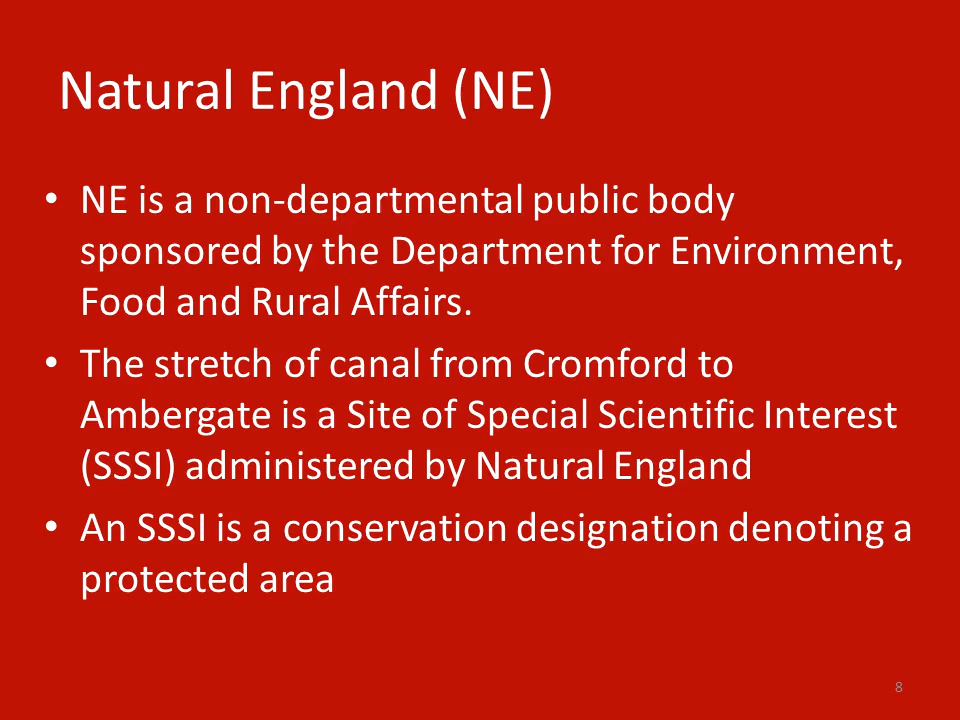 Natural England (NE)
• NE is a non-departmental public body
sponsored by the Department for Environment,
Food and Rural Affairs.
• The stretch of canal from Cromford to
Ambergate is a Site of Special Scientific Interest
(SSSI) administered by Natural England
• An SSSI is a conservation designation denoting a
protected area
8